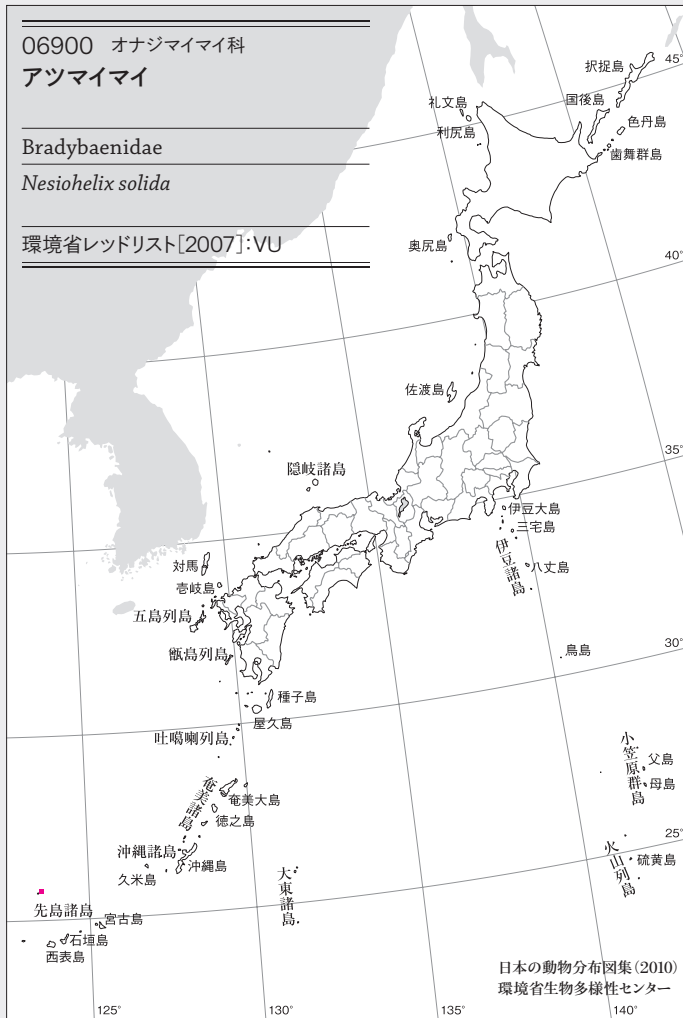 06900 オナジマイマイ科
アツマイマイ
Bradybaenidae
Nesiohelix solida
環境省レッドリスト[2007]:VU
択捉島
45°
国後島
礼文島
色丹島
利尻島
歯舞群島
奥尻島
40°
佐渡島
35°
隠岐諸島
伊豆大島
三宅島
伊豆諸島
八丈島
対馬
壱岐島
五島列島
甑島列島
鳥島
30°
種子島
屋久島
吐噶喇列島
小笠原群島
父島
母島
奄美諸島
奄美大島
徳之島
25°
沖縄諸島
沖縄島
久米島
火山列島
硫黄島
大東諸島
先島諸島
宮古島
石垣島
西表島
日本の動物分布図集(2010)
環境省生物多様性センター
125°
130°
135°
140°